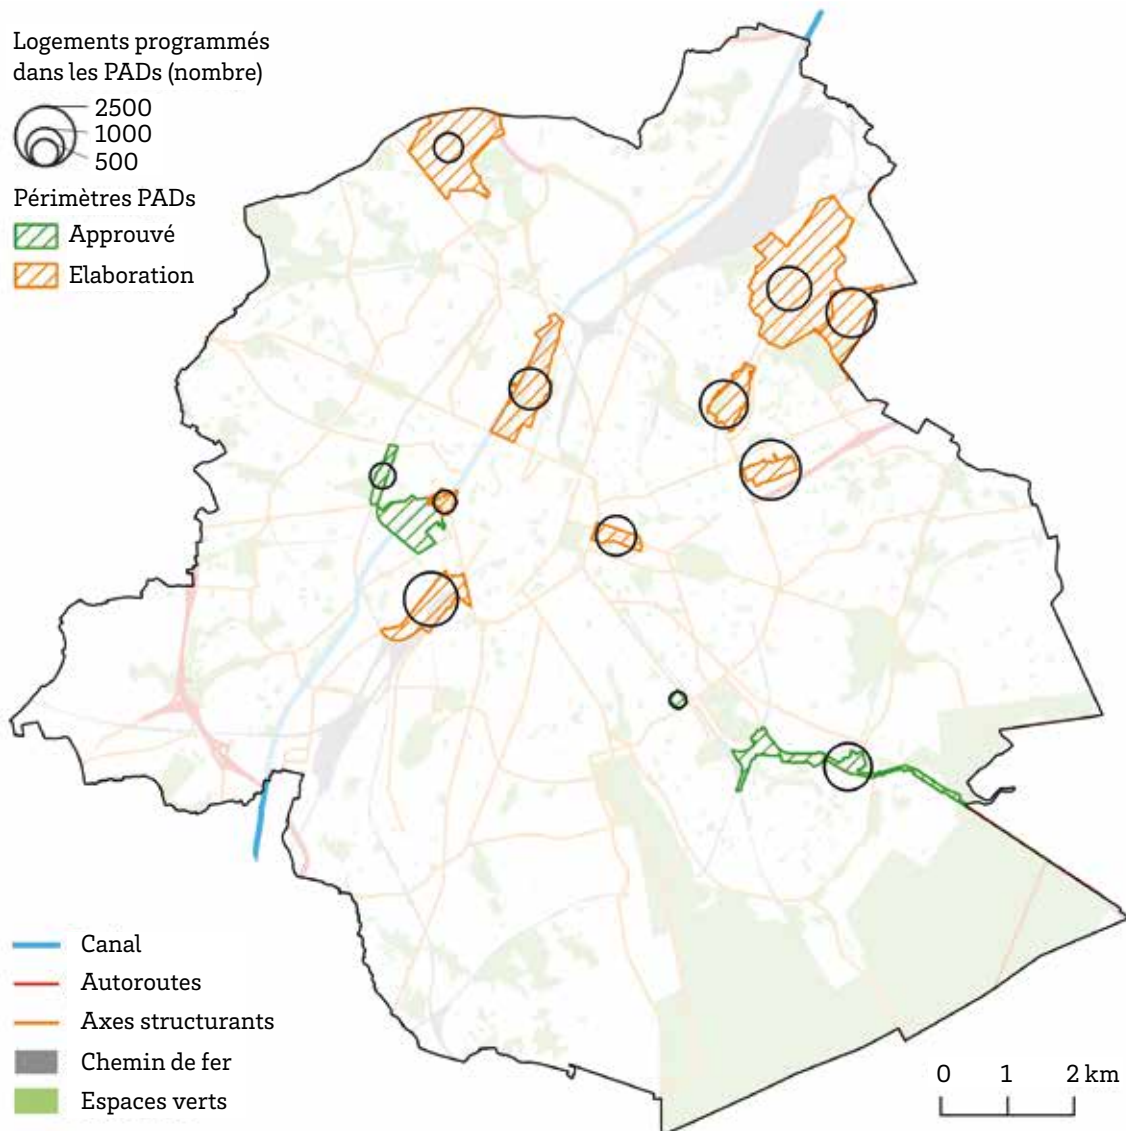 Logements programmés
dans les PADs (nombre)
2500
1000
500
Périmètres PADs
Approuvé
Elaboration
Canal
Autoroutes
Axes structurants
Chemin de fer
Espaces verts
0 1 2 km